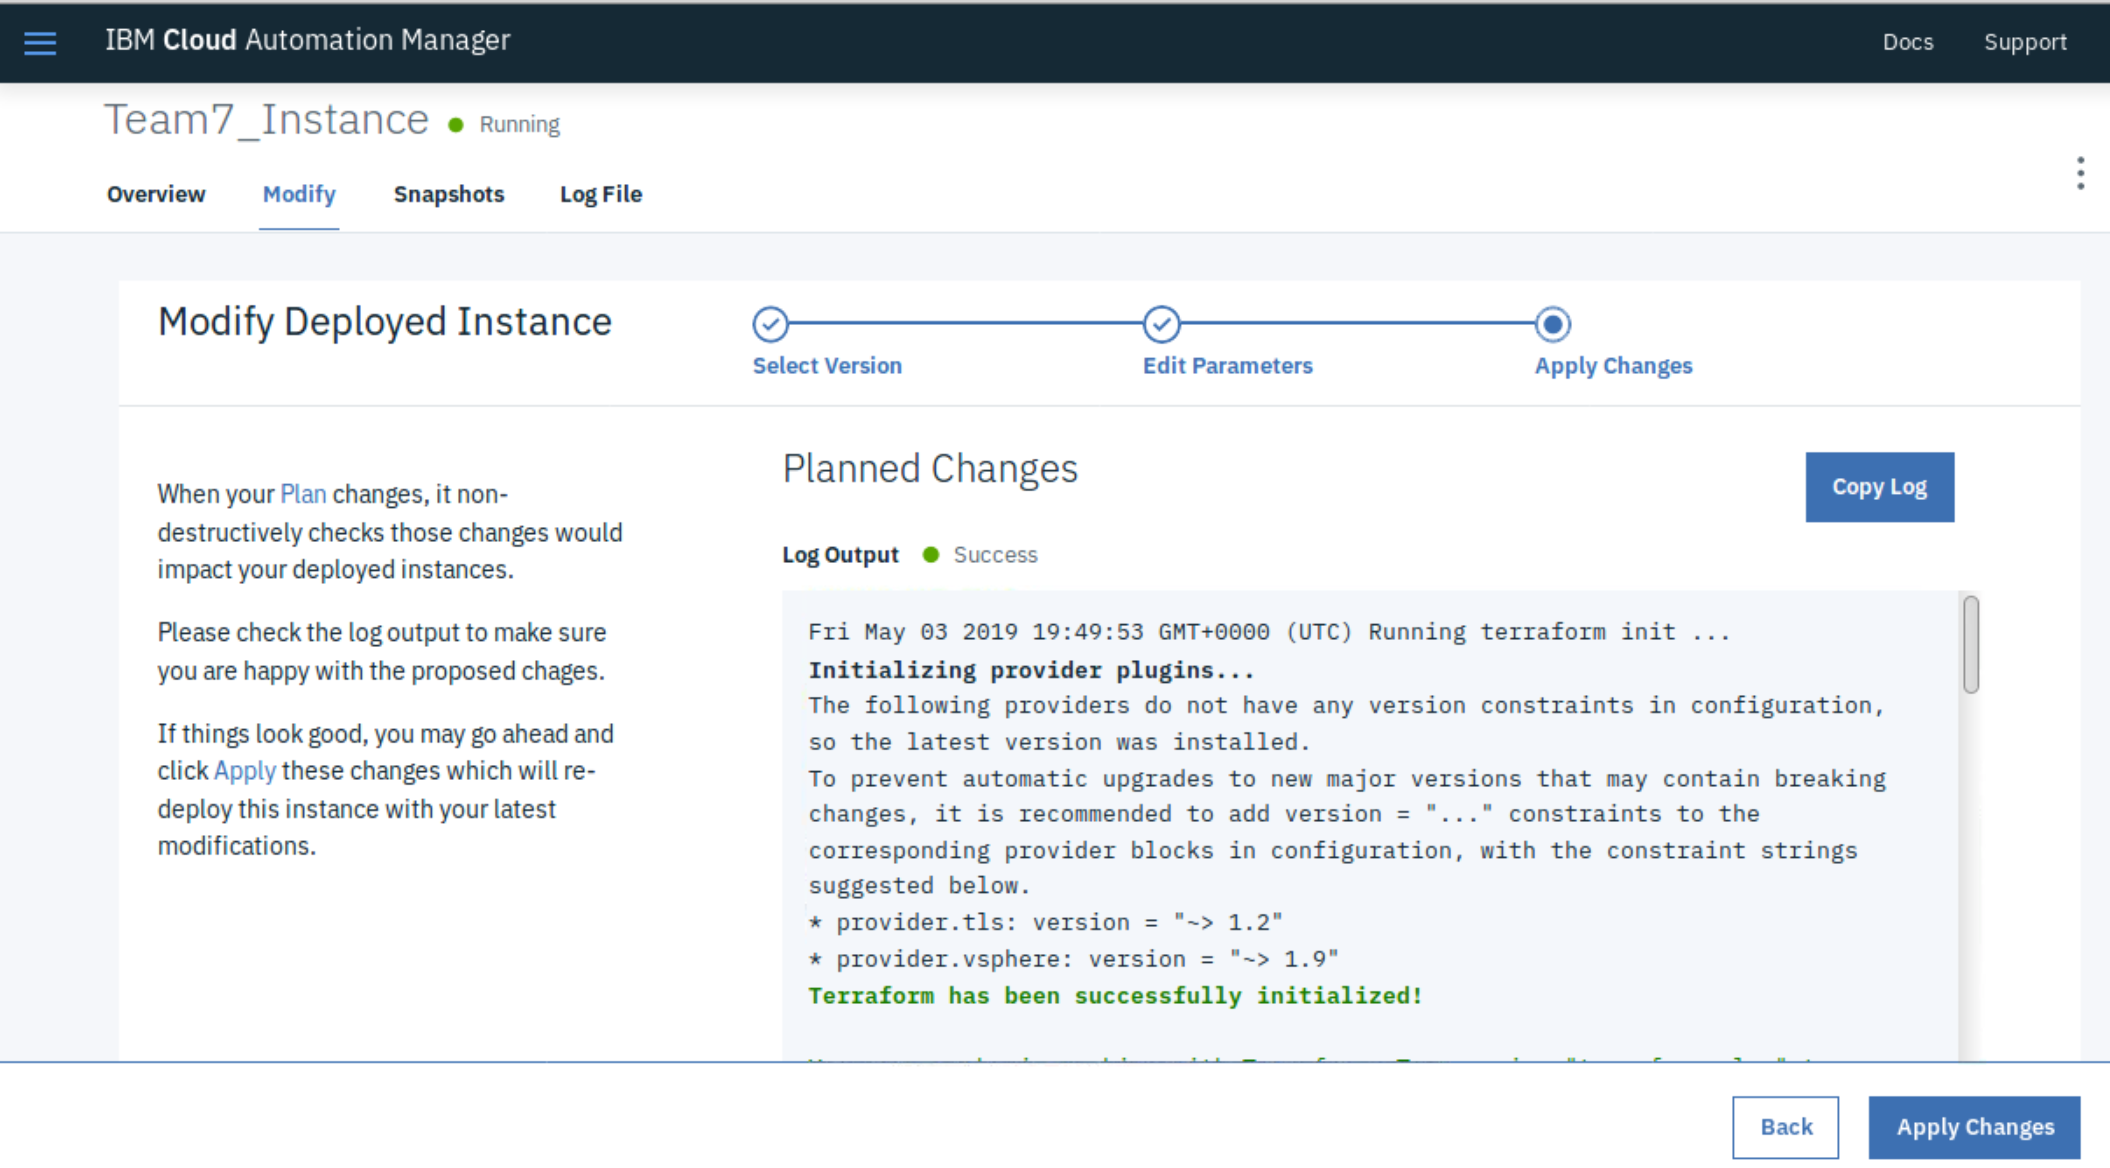 IBM Cloud Automation Manager
Docs
Support
Team7_Instance
Running
Overview
Modify
Snapshots
Log File
Modify Deployed Instance
Select Version
Edit Parameters
Apply Changes
When your Plan changes, it non-
destructively checks those changes would
impact your deployed instances.
Please check the log output to make sure
you are happy with the proposed chages.
If things look good, you may go ahead and
click Apply these changes which will re-
deploy this instance with your latest
modifications.
Planned Changes
Copy Log
Log Output
Success
Fri May 03 2019 19:49:53 GMT+0000 (UTC) Running terraform init ...
Initializing provider plugins...
The following providers do not have any version constraints in configuration,
so the latest version was installed.
To prevent automatic upgrades to new major versions that may contain breaking
changes, it is recommended to add version = "..." constraints to the
corresponding provider blocks in configuration, with the constraint strings
suggested below.
* provider.tls: version = "~> 1.2"
* provider.vsphere: version = "~> 1.9"
Terraform has been successfully initialized!
Back
Apply Changes